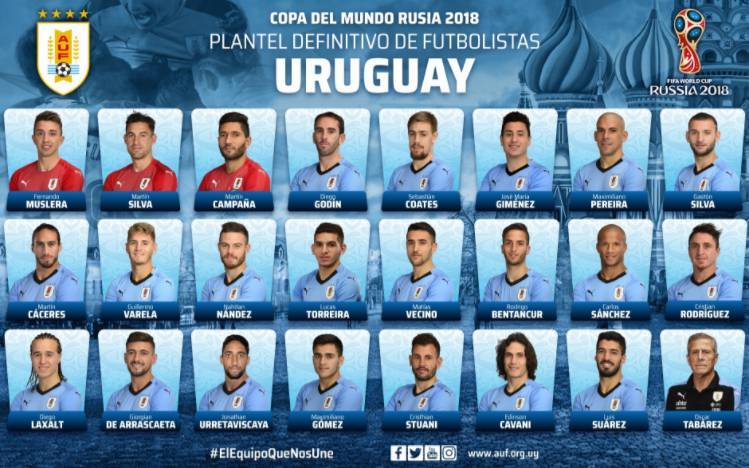 COPA DEL MUNDO RUSIA 2018
PLANTEL DEFINITIVO DE FUTBOLISTAS
URUGUAY
AUF
FIFA WORLD CUP
RUSSIA 2018
Fernando
MUSLERA
Martín
SILVA
Martín
CAMPAÑA
Diego
GODÍN
Sebastián
COATES
José María
GIMÉNEZ
Maximiliano
PEREIRA
Gastón
SILVA
Martín
CÁCERES
Guillermo
VARELA
Nahitan
NÁNDEZ
Lucas
TORREIRA
Matías
VECINO
Rodrigo
BENTANCUR
Carlos
SÁNCHEZ
Cristian
RODRÍGUEZ
Diego
LAXALT
Giorgian
DE ARRASCAETA
Jonathan
URRETAVISCAYA
Maximiliano
GÓMEZ
Cristhian
STUANI
Edinson
CAVANI
Luis
SUÁREZ
Oscar
TABÁREZ
#ElEquipoQueNosUne
www.auf.org.uy